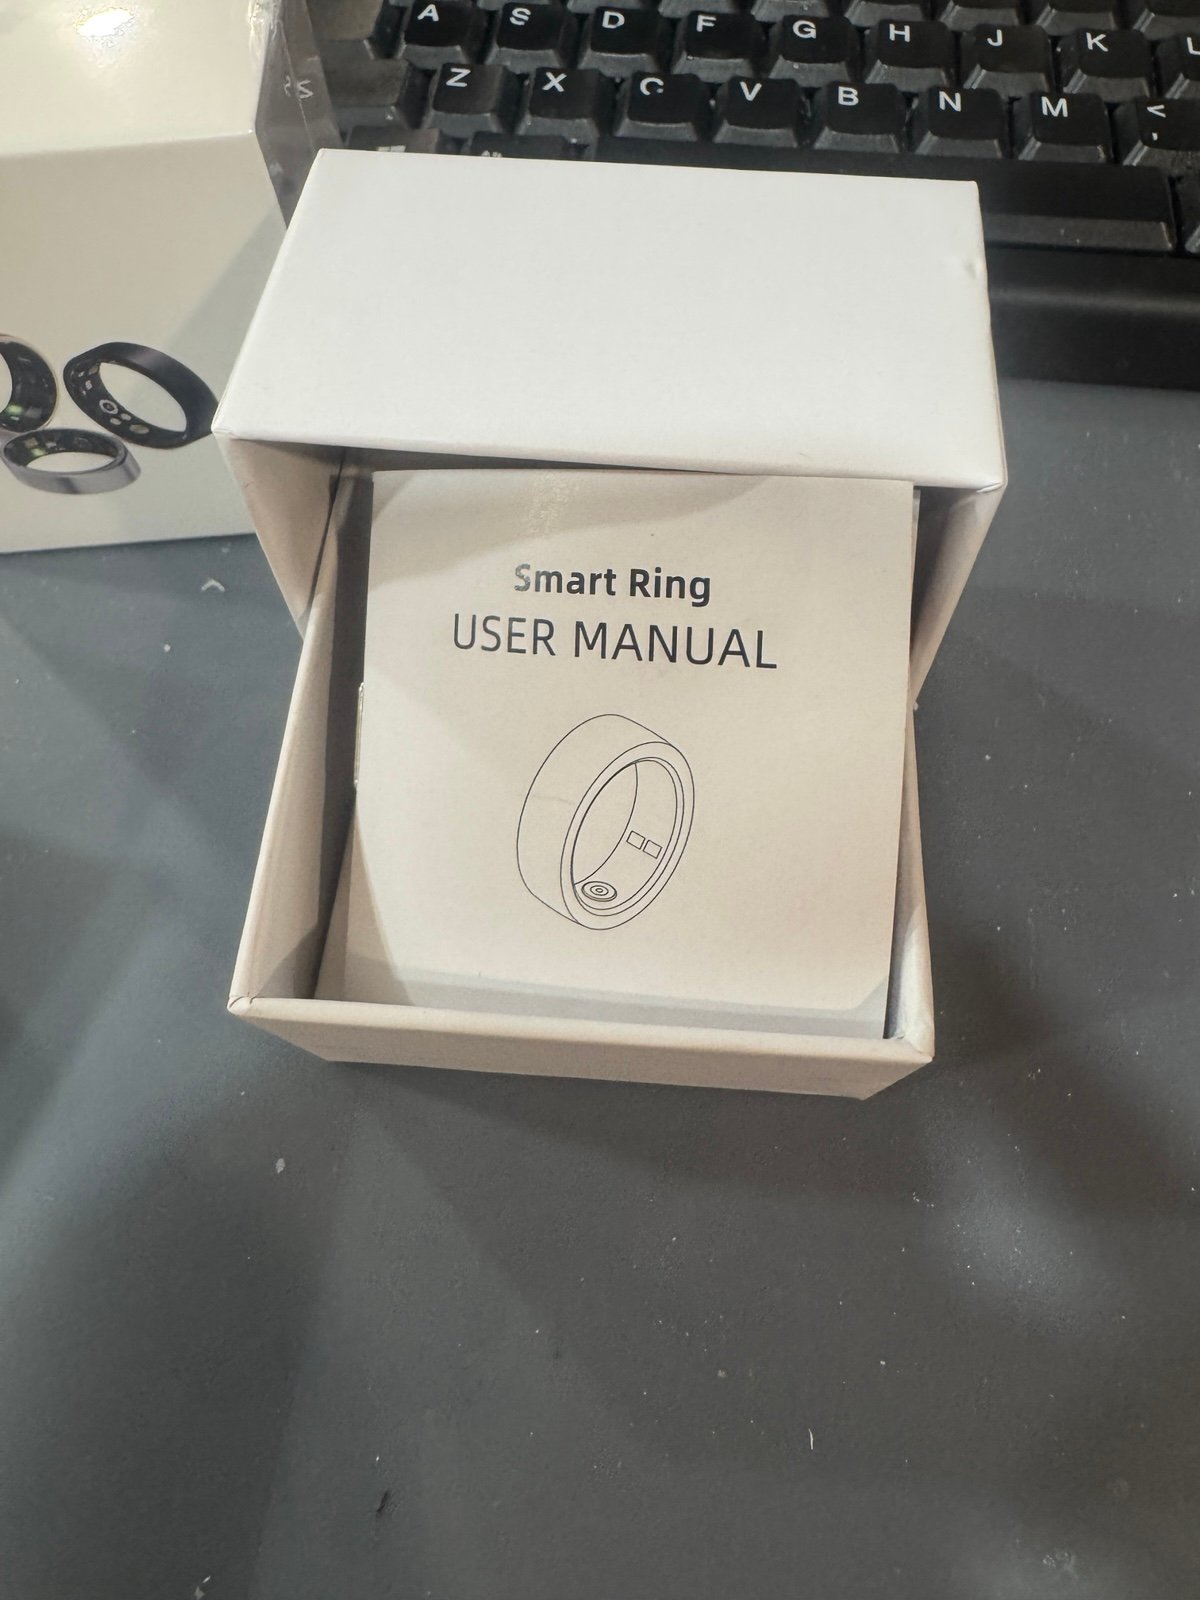 A S D F G H J K L
Z X C V B N M <
,
Smart Ring
USER MANUAL